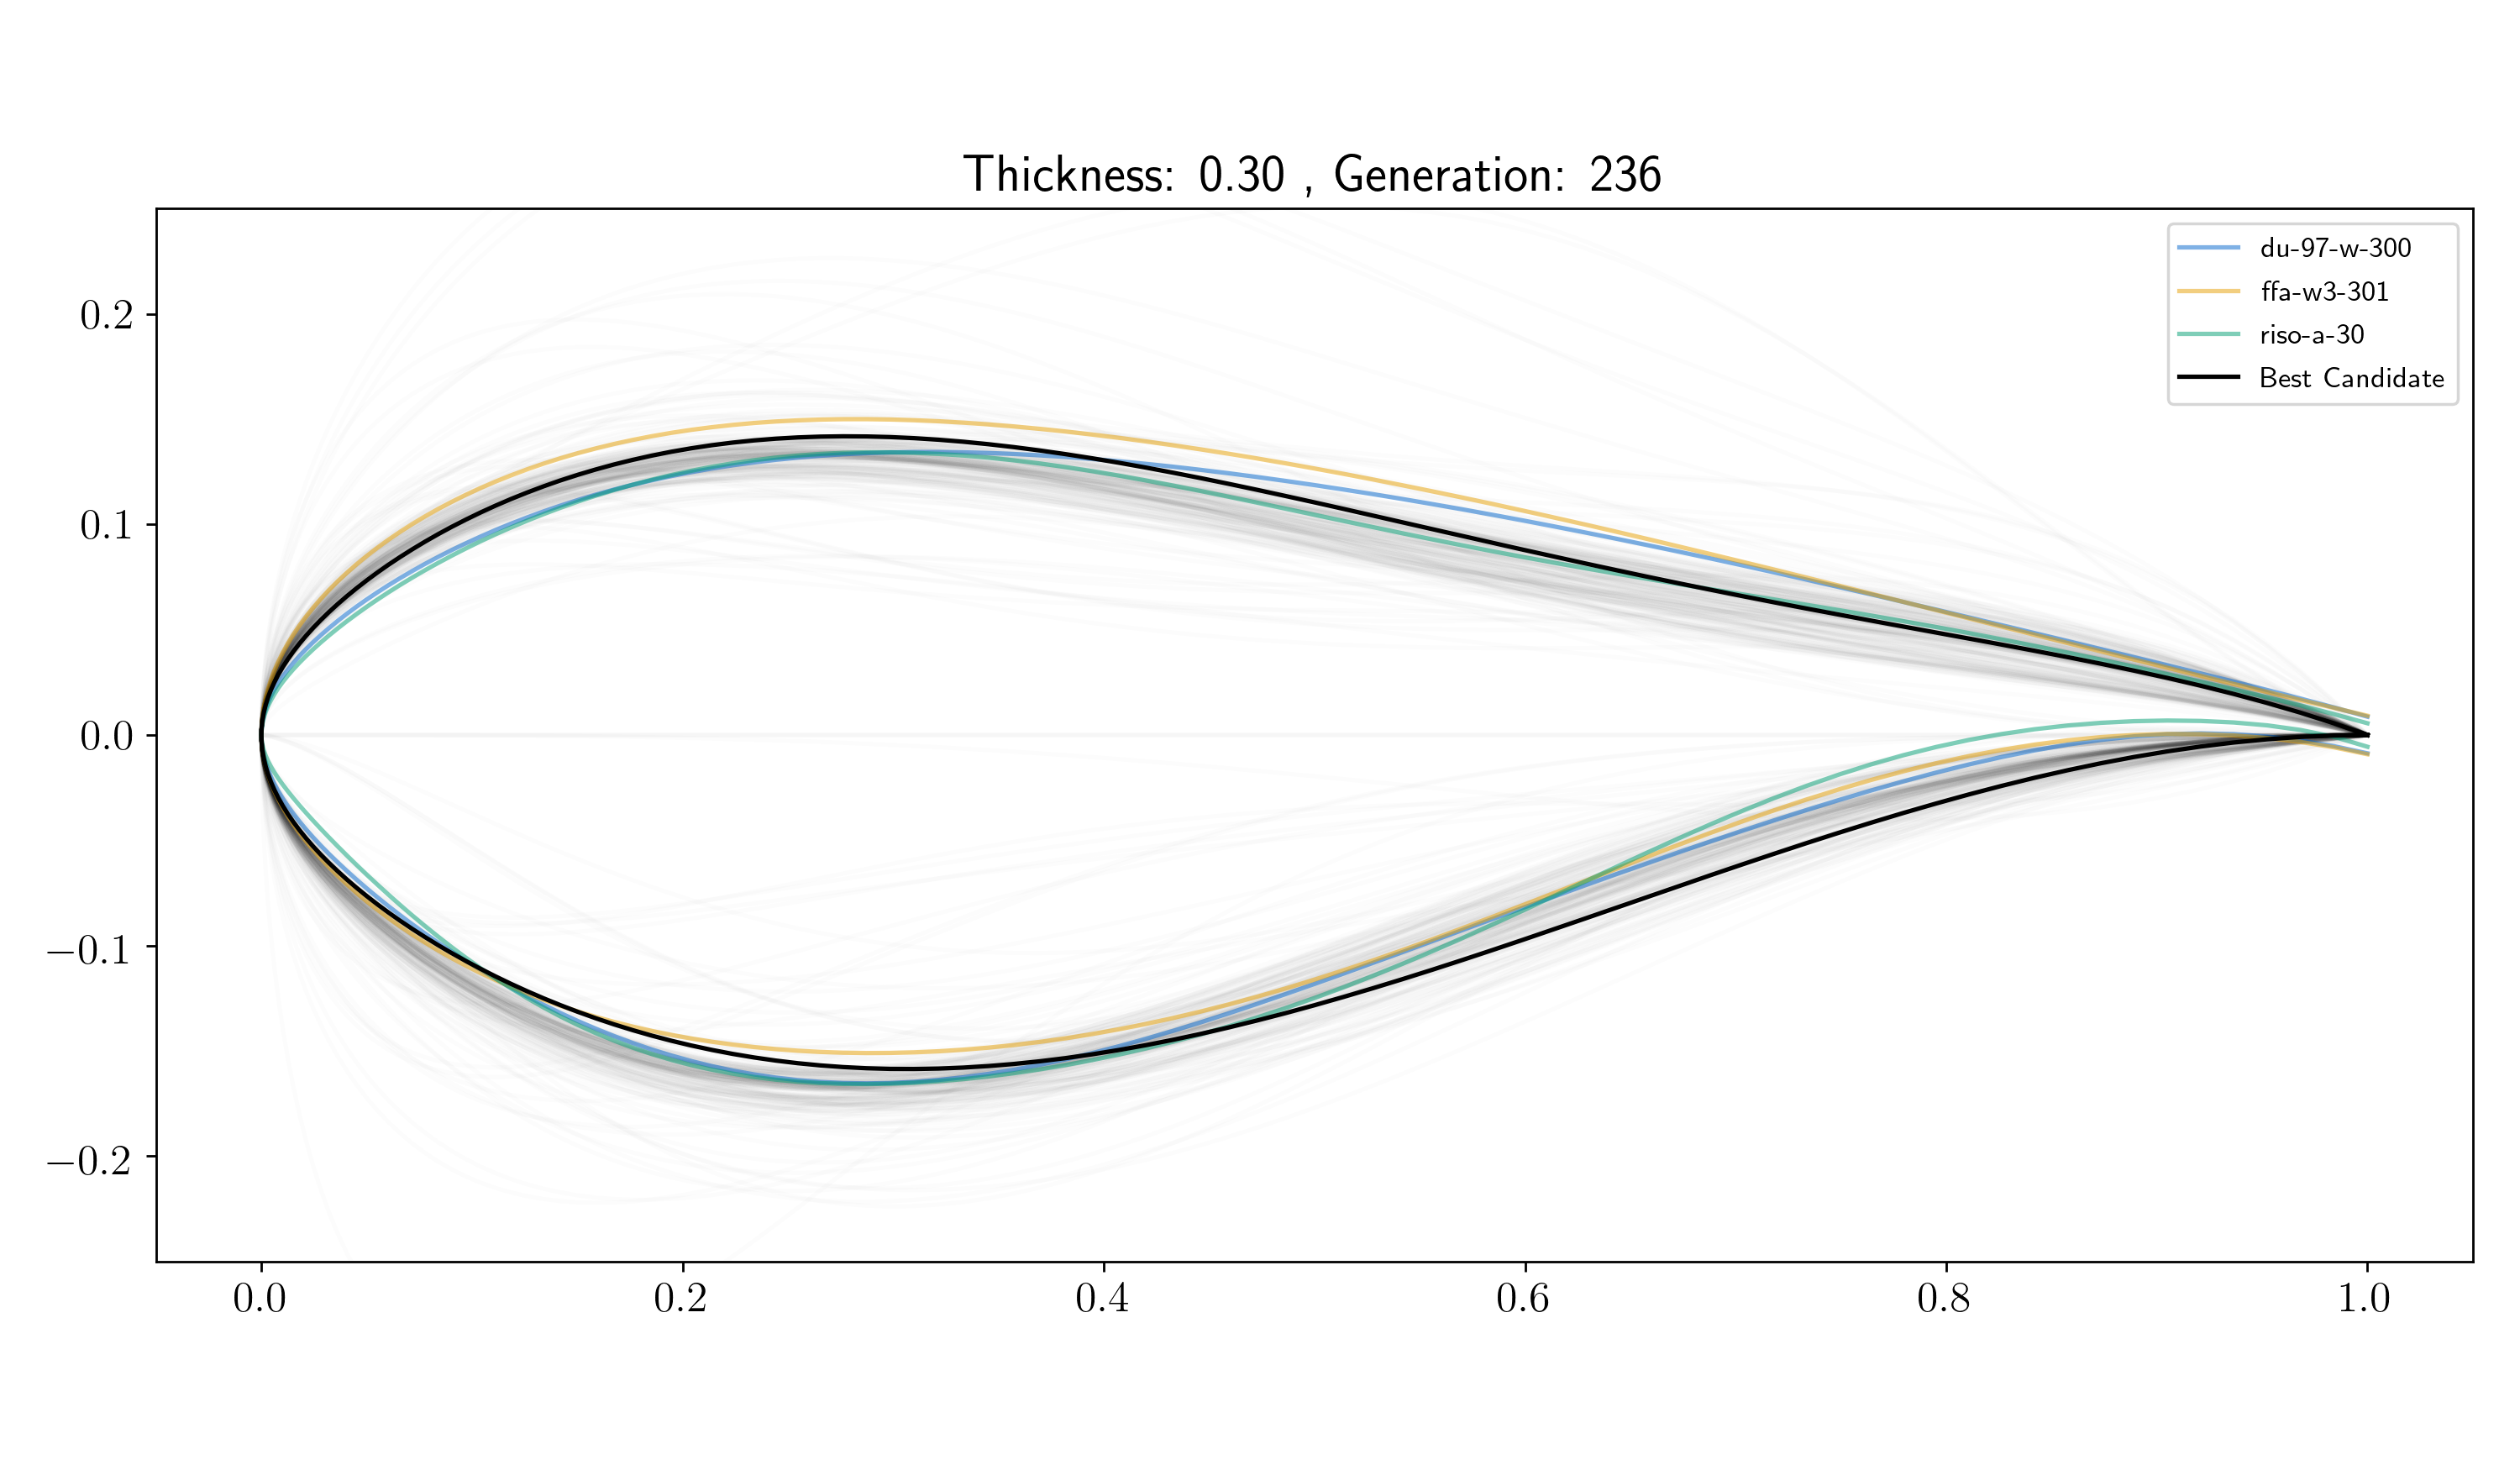 Thickness: 0.30 , Generation: 236
du-97-w-300
ffa-w3-301
riso-a-30
Best Candidate
0.2
0.1
0.0
−0.1
−0.2
0.0 0.2 0.4 0.6 0.8 1.0